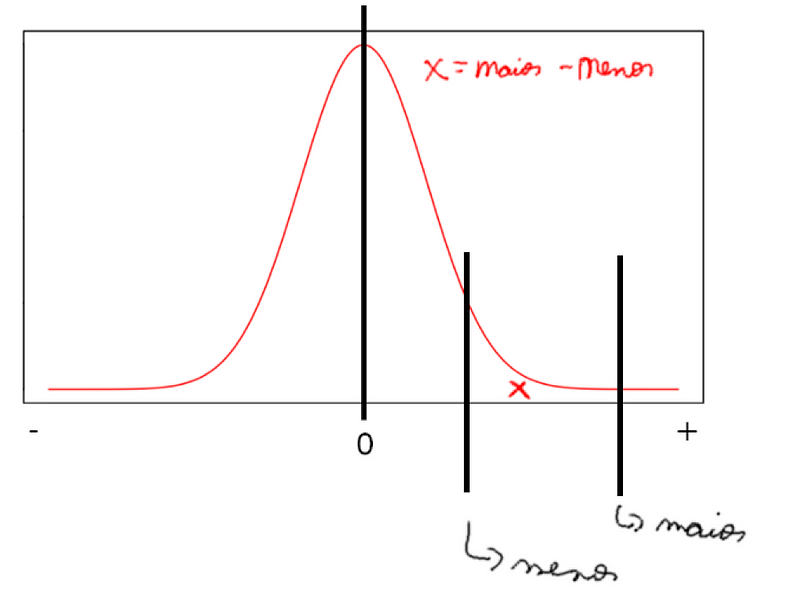 X = maior - menor
X
-
0
+
↳ maior
↳ menor